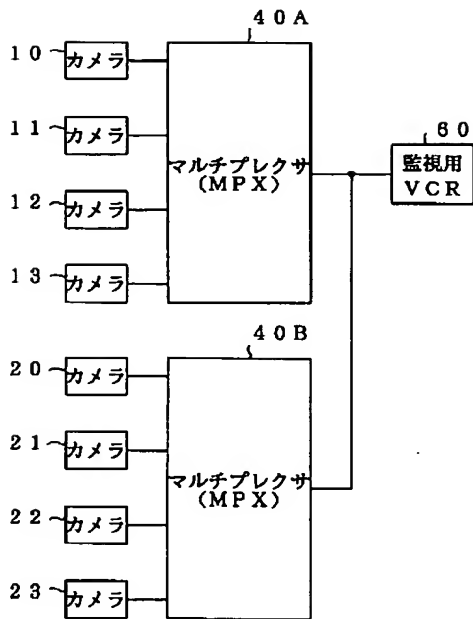 40A
10
カメラ
11
カメラ
12
カメラ
13
カメラ
マルチプレクサ
(MPX)
60
監視用
VCR
40B
20
カメラ
21
カメラ
22
カメラ
23
カメラ
マルチプレクサ
(MPX)